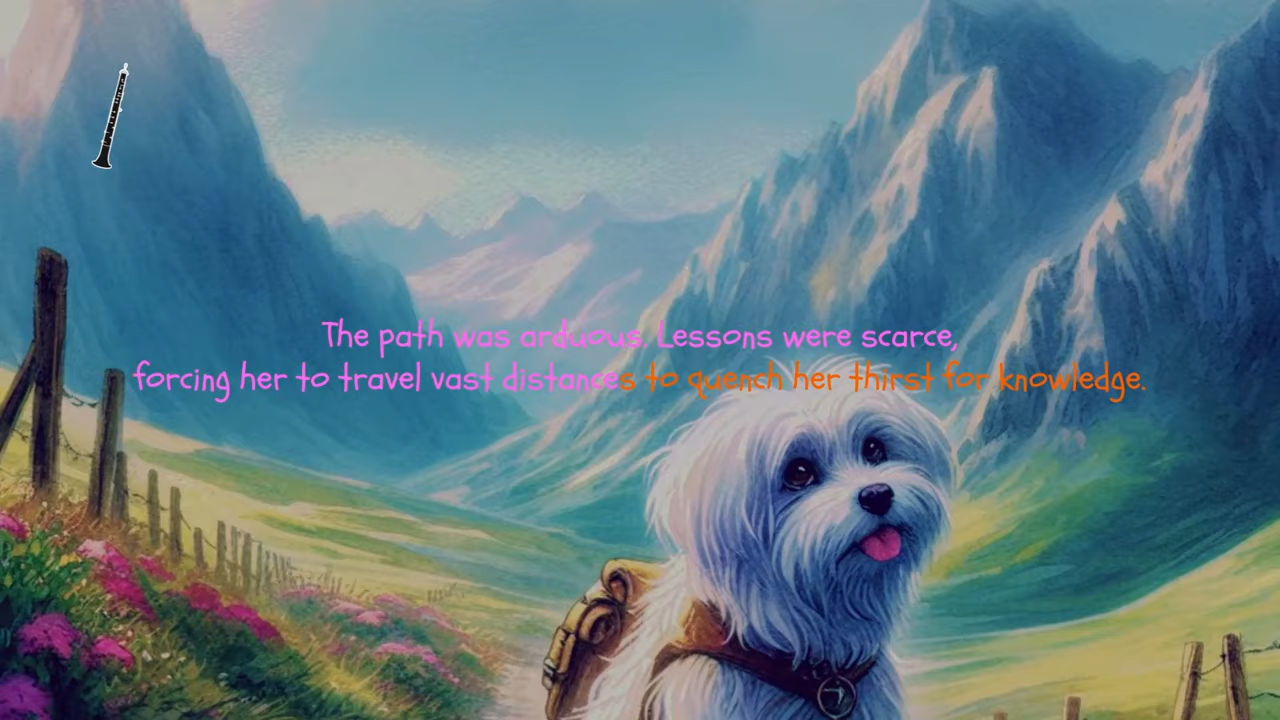 The path was arduous. Lessons were scarce,
forcing her to travel vast distances to quench her thirst for knowledge.